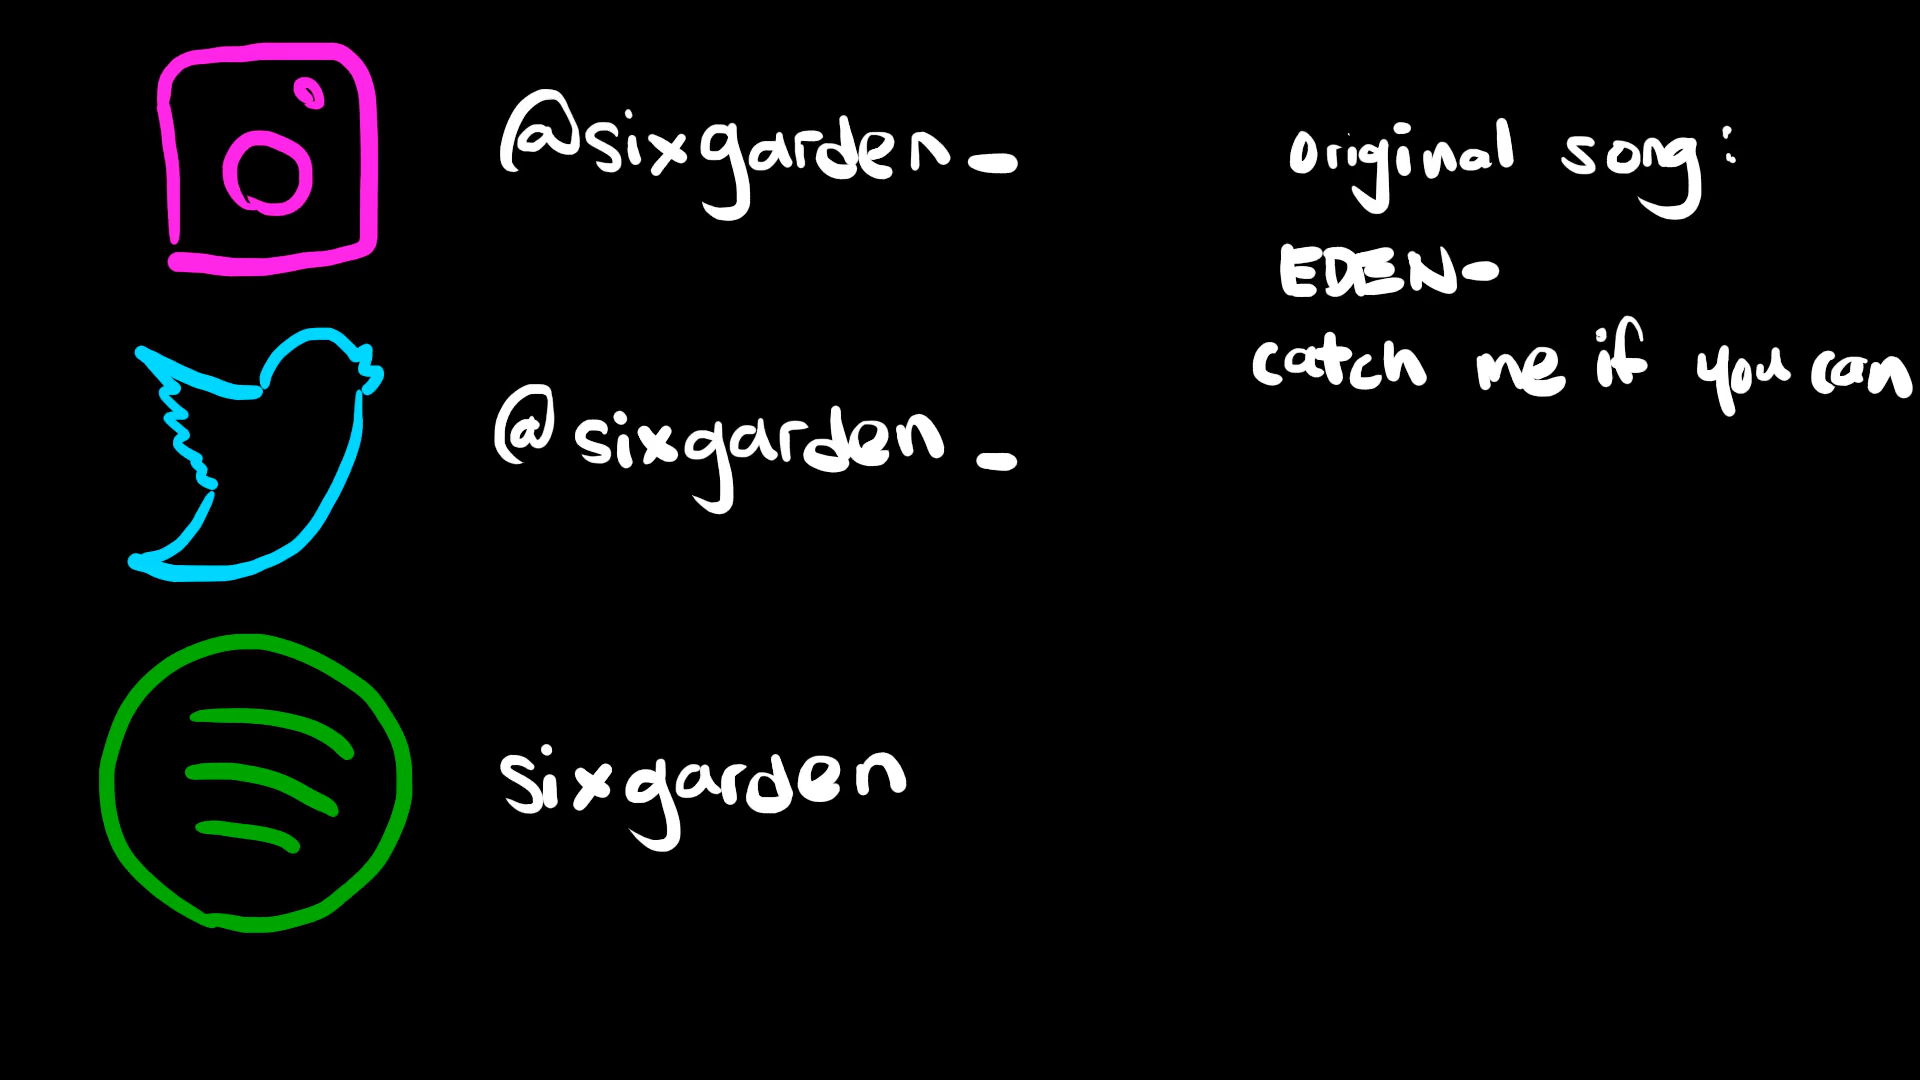 @sixgarden_
@sixgarden_
sixgarden
original song:
EDEN-
catch me if you can